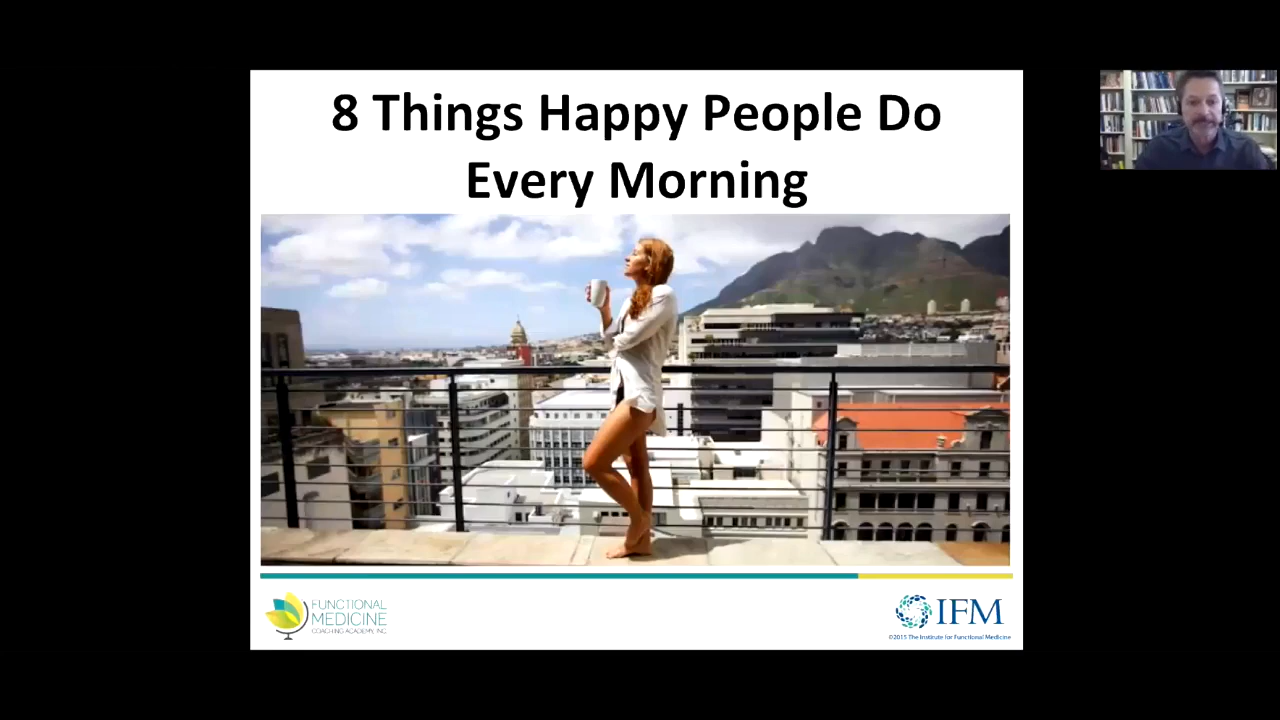 8 Things Happy People Do
Every Morning
FUNCTIONAL
MEDICINE
COACHING ACADEMY, INC
IFM
©2015 The Institute for Functional Medicine